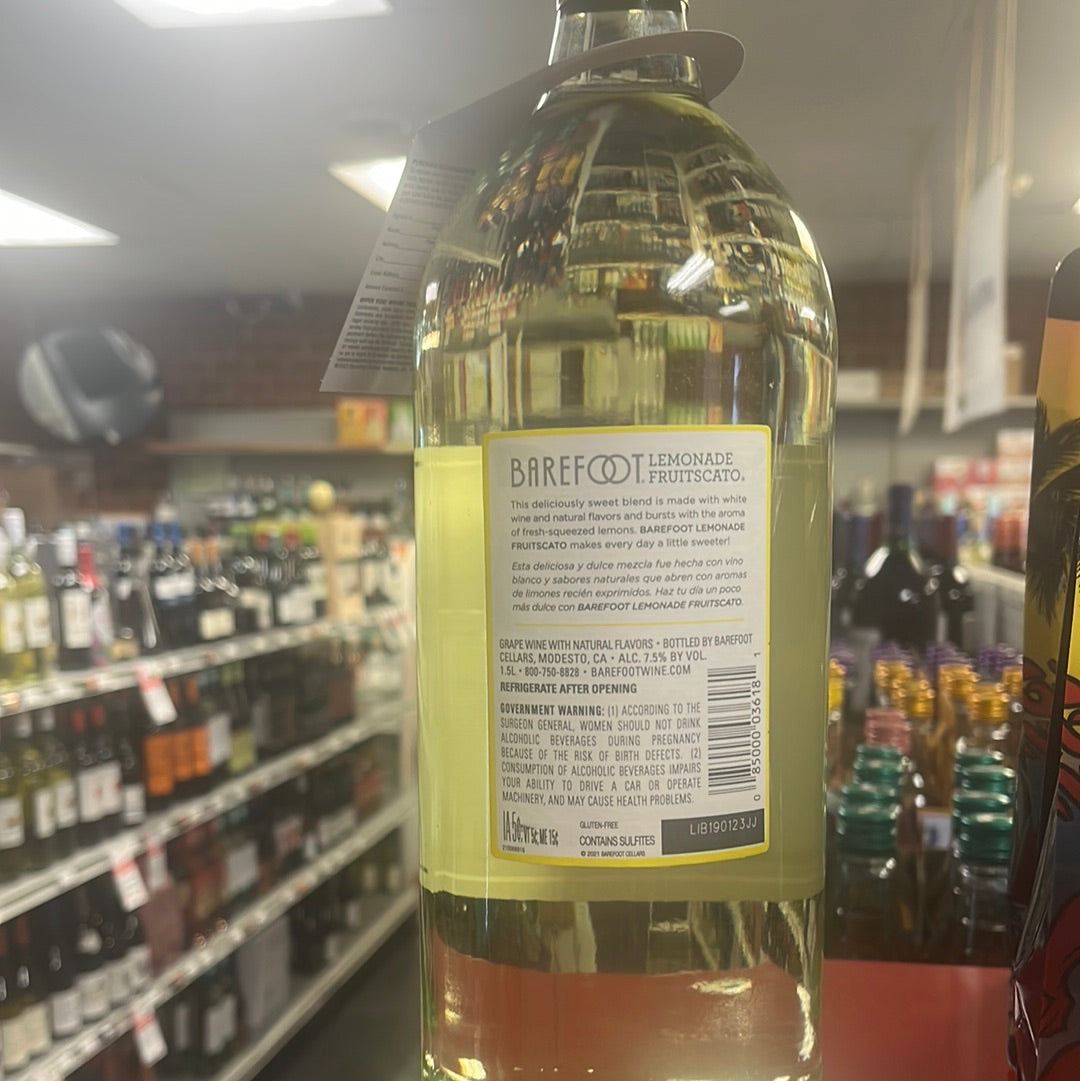 BAREFOOT. LEMONADE
FRUITSCATO.
This deliciously sweet blend is made with white
wine and natural flavors and bursts with the aroma
of fresh-squeezed lemons. BAREFOOT LEMONADE
FRUITSCATO makes every day a little sweeter!
Esta deliciosa y dulce mezcla fue hecha con vino
blanco y sabores naturales que abren con aromas
de limones recién exprimidos. Haz tu día un poco
más dulce con BAREFOOT LEMONADE FRUITSCATO.
GRAPE WINE WITH NATURAL FLAVORS • BOTTLED BY BAREFOOT
CELLARS, MODESTO, CA • ALC. 7.5% BY VOL.
1.5L • 800-750-8828 • BAREFOOTWINE.COM
REFRIGERATE AFTER OPENING
GOVERNMENT WARNING: (1) ACCORDING TO THE
SURGEON GENERAL, WOMEN SHOULD NOT DRINK
ALCOHOLIC BEVERAGES DURING PREGNANCY
BECAUSE OF THE RISK OF BIRTH DEFECTS. (2)
CONSUMPTION OF ALCOHOLIC BEVERAGES IMPAIRS
YOUR ABILITY TO DRIVE A CAR OR OPERATE
MACHINERY, AND MAY CAUSE HEALTH PROBLEMS.
0 85000 03618 1
IA 5¢ VT 5¢; ME 15¢
GLUTEN-FREE
CONTAINS SULFITES
© 2021 BAREFOOT CELLARS
LIB190123JJ